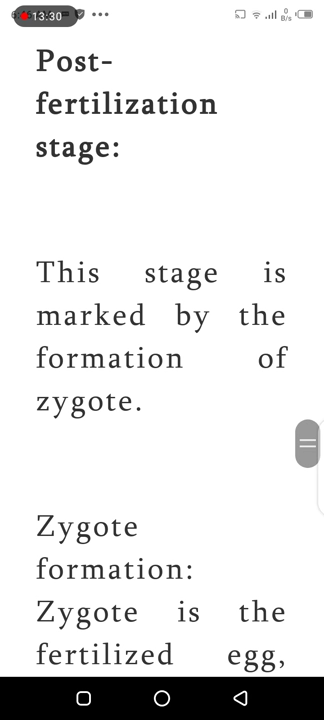 13:30
0
B/s
Post-
fertilization
stage:
This stage is
marked by the
formation of
zygote.
Zygote
formation:
Zygote is the
fertilized egg,